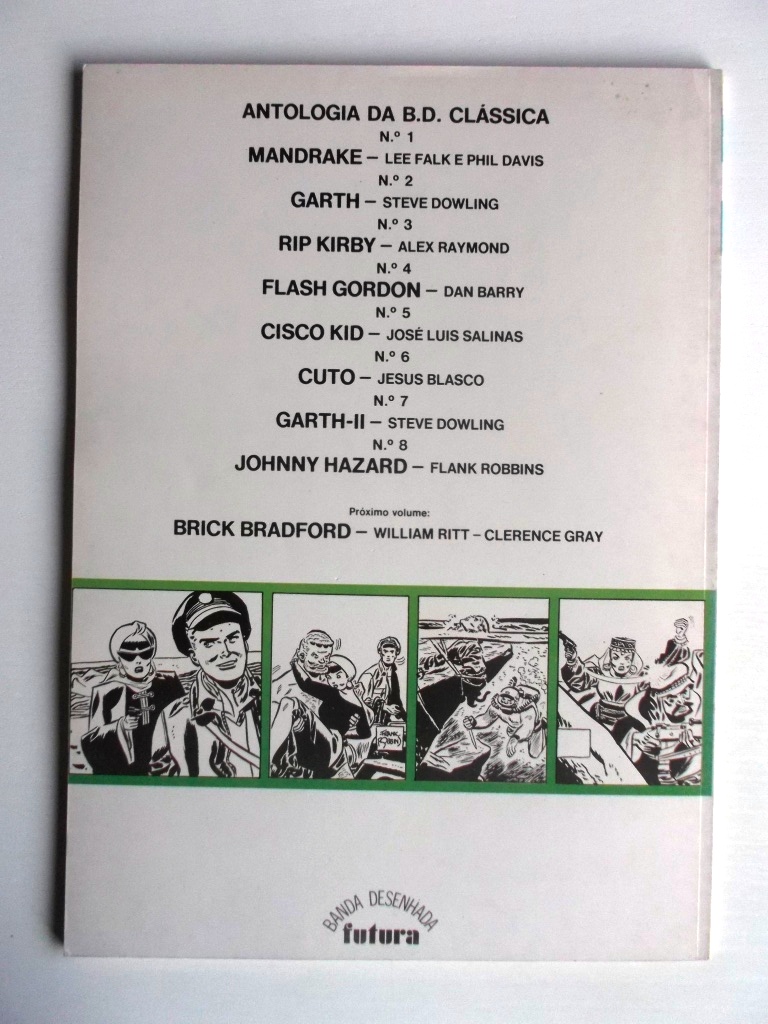 ANTOLOGIA DA B.D. CLÁSSICA
N.º 1
MANDRAKE – LEE FALK E PHIL DAVIS
N.º 2
GARTH – STEVE DOWLING
N.º 3
RIP KIRBY – ALEX RAYMOND
N.º 4
FLASH GORDON – DAN BARRY
N.º 5
CISCO KID – JOSÉ LUIS SALINAS
N.º 6
CUTO – JESUS BLASCO
N.º 7
GARTH-II – STEVE DOWLING
N.º 8
JOHNNY HAZARD – FLANK ROBBINS
Próximo volume:
BRICK BRADFORD – WILLIAM RITT – CLERENCE GRAY
BANDA DESENHADA
futura